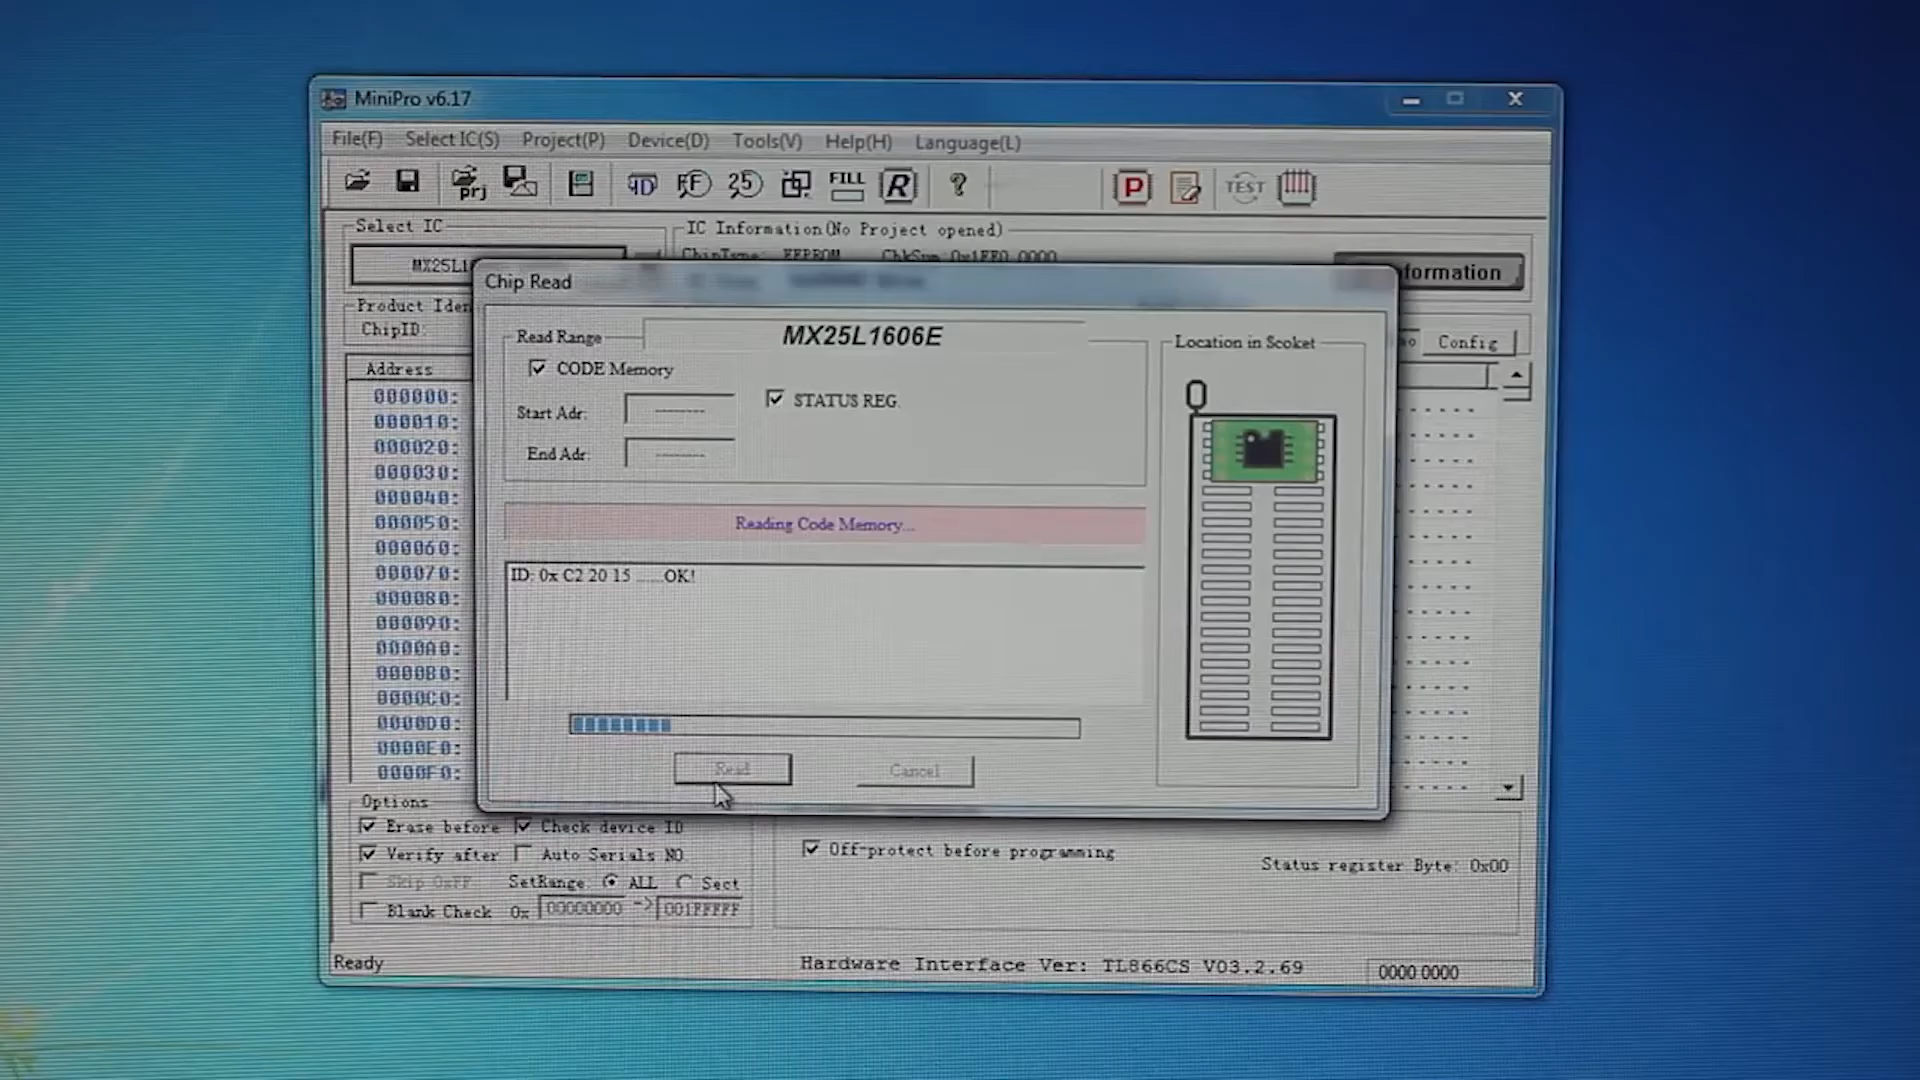 MiniPro v6.17
File(F) Select IC(S) Project(P) Device(D) Tools(V) Help(H) Language(L)
prj 25 FILL R ? P TEST
Select IC IC Information(No Project opened)
ChipType: EEPROM ChkSum:0x1FE0 0000
MX25L1 formation
Chip Read
Product Iden
ChipID:
Config
Address
000000:
000010:
000020:
000030:
000040:
000050:
000060:
000070:
000080:
000090:
0000A0:
0000B0:
0000C0:
0000D0:
0000E0:
0000F0:
Read Range MX25L1606E Location in Scoket
CODE Memory
Start Adr: STATUS REG.
End Adr:
Reading Code Memory...
ID: 0x C2 20 15 ......OK!
Read Cancel
Options
Erase before Check device ID
Verify after Auto Serials NO.
Skip 0xFF SetRange: ALL Sect
Blank Check 0x 00000000 -> 001FFFFF
Off-protect before programming
Status register Byte: 0x00
Ready Hardware Interface Ver: TL866CS V03.2.69 0000 0000